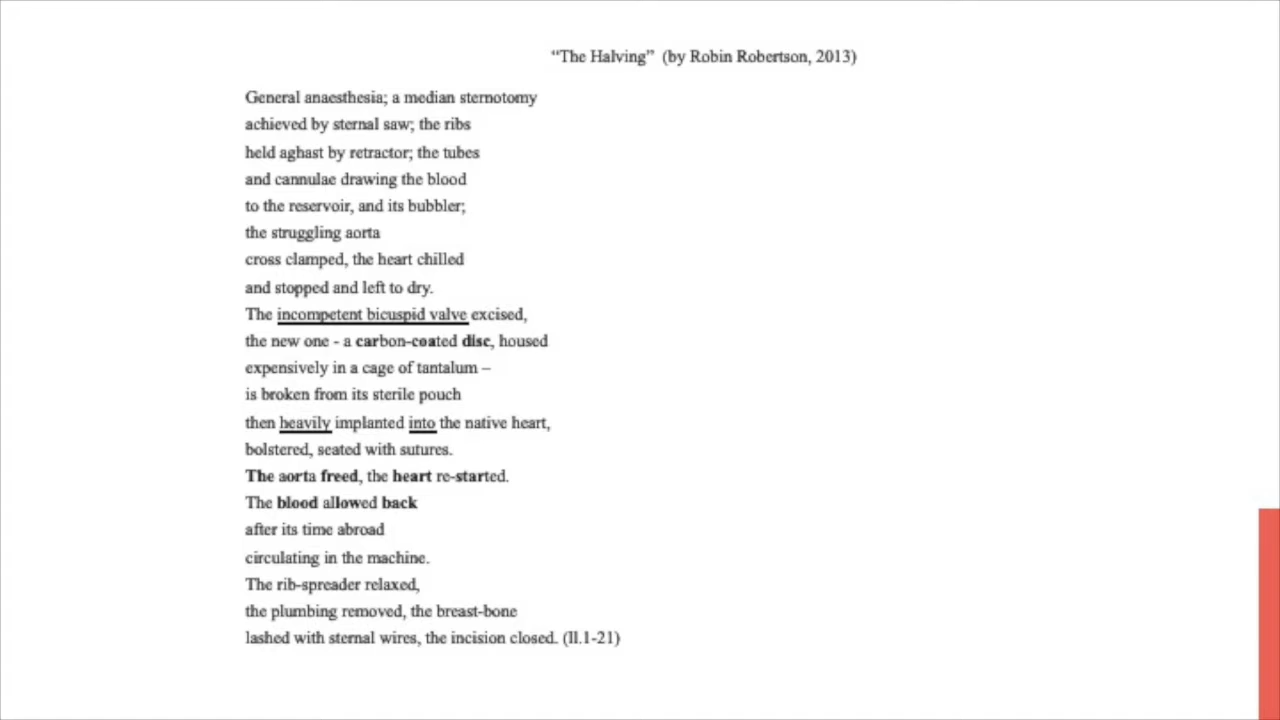 “The Halving” (by Robin Robertson, 2013)
General anaesthesia; a median sternotomy
achieved by sternal saw; the ribs
held aghast by retractor; the tubes
and cannulae drawing the blood
to the reservoir, and its bubbler;
the struggling aorta
cross clamped, the heart chilled
and stopped and left to dry.
The incompetent bicuspid valve excised,
the new one - a carbon-coated disc, housed
expensively in a cage of tantalum –
is broken from its sterile pouch
then heavily implanted into the native heart,
bolstered, seated with sutures.
The aorta freed, the heart re-started.
The blood allowed back
after its time abroad
circulating in the machine.
The rib-spreader relaxed,
the plumbing removed, the breast-bone
lashed with sternal wires, the incision closed. (ll.1-21)